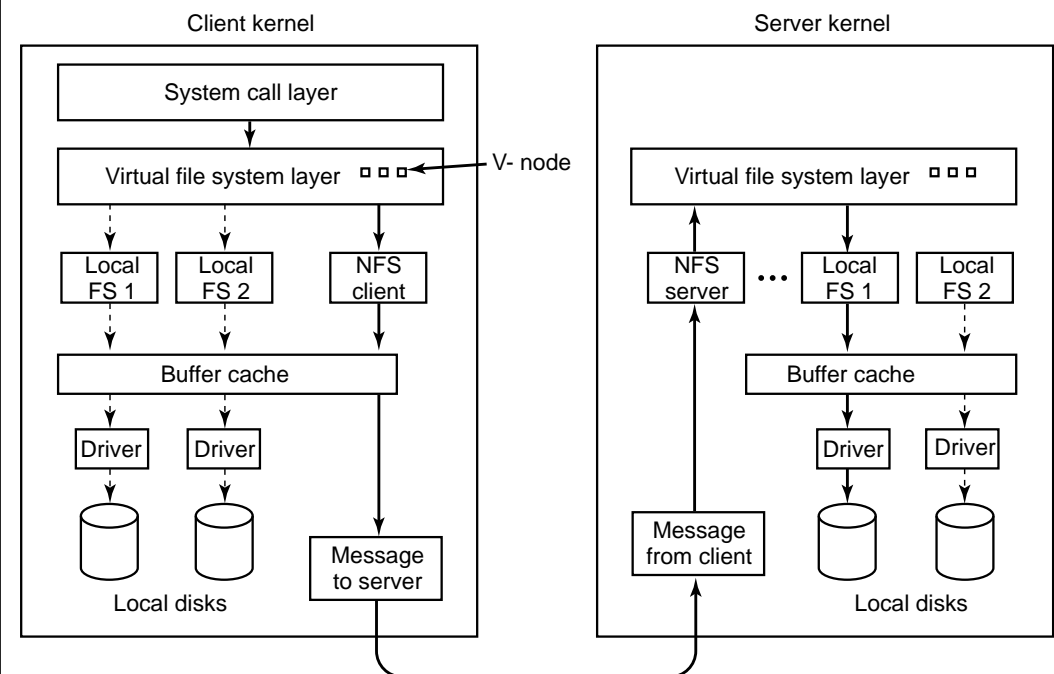 Client kernel
Server kernel
System call layer
Virtual file system layer
V- node
Virtual file system layer
Local
FS 1
Local
FS 2
NFS
client
NFS
server
Local
FS 1
Local
FS 2
Buffer cache
Buffer cache
Driver
Driver
Driver
Driver
Message
to server
Message
from client
Local disks
Local disks